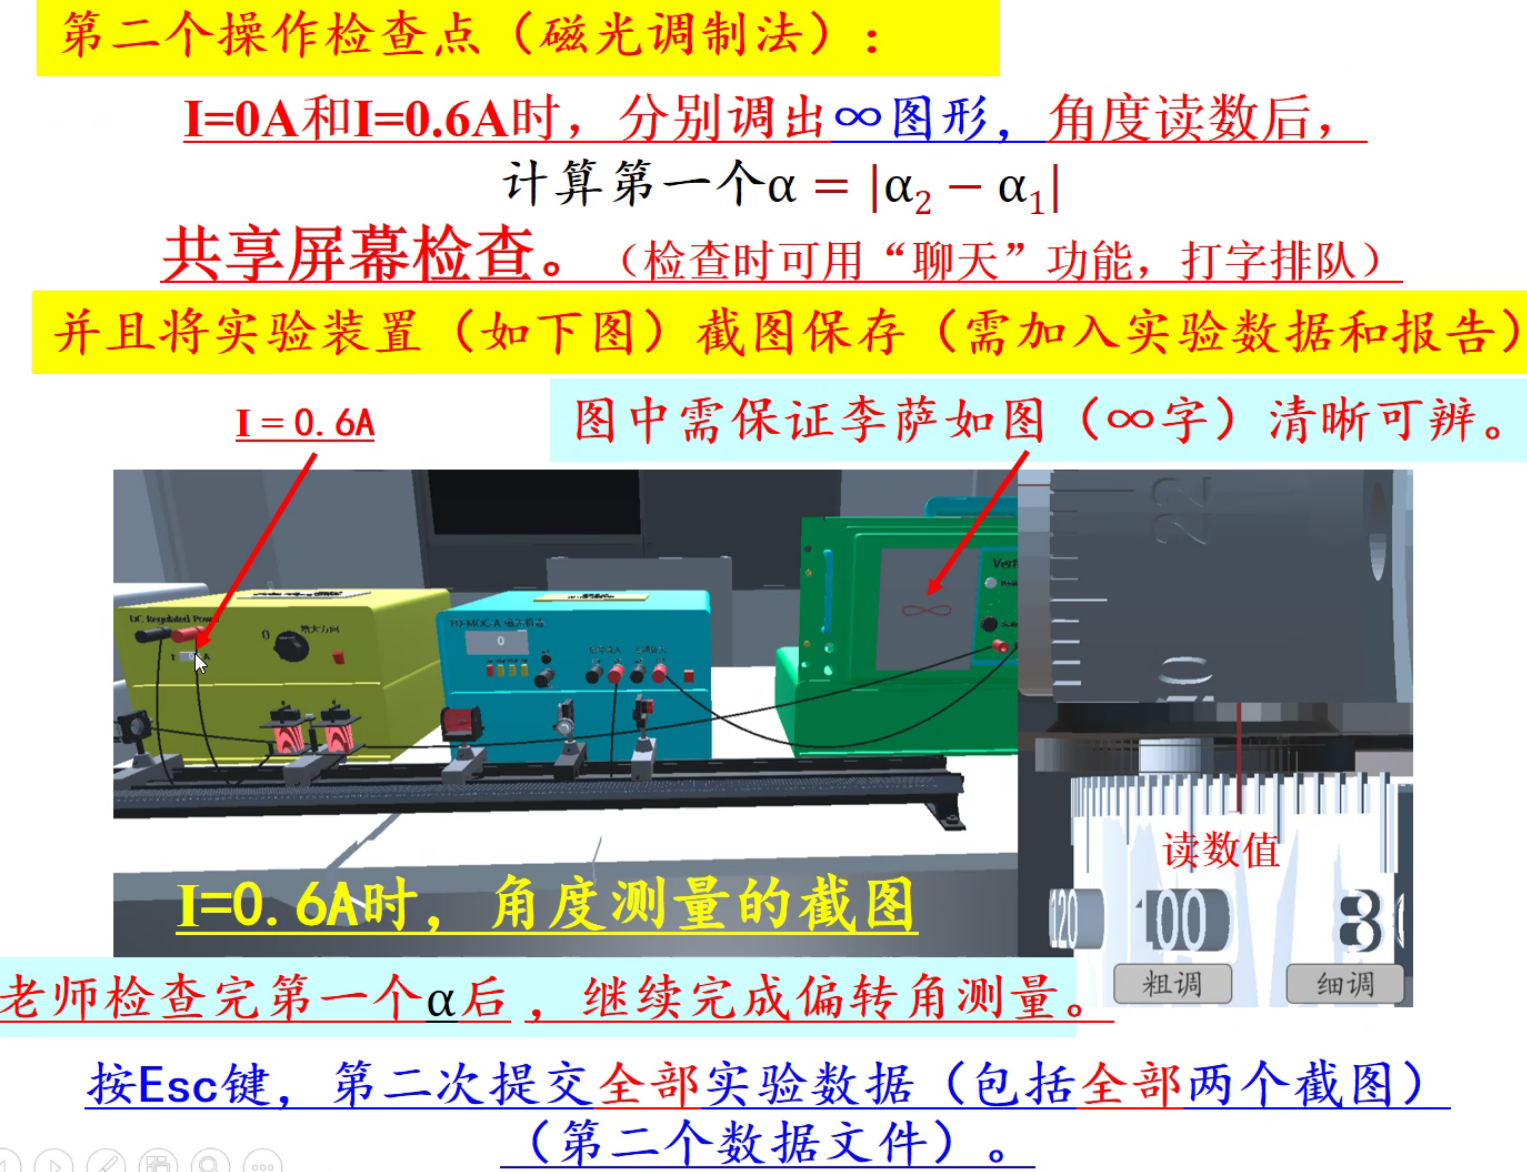 第二个操作检查点（磁光调制法）：
I=0A和I=0.6A时，分别调出∞图形，角度读数后，
计算第一个α = |α₂ − α₁|
共享屏幕检查。（检查时可用“聊天”功能，打字排队）
并且将实验装置（如下图）截图保存（需加入实验数据和报告）
I = 0.6A
图中需保证李萨如图（∞字）清晰可辨。
DC Regulated Power
0
0
22
读数值
120
100
粗调
细调
I=0.6A时，角度测量的截图
老师检查完第一个α后，继续完成偏转角测量。
按Esc键，第二次提交全部实验数据（包括全部两个截图）
（第二个数据文件）。